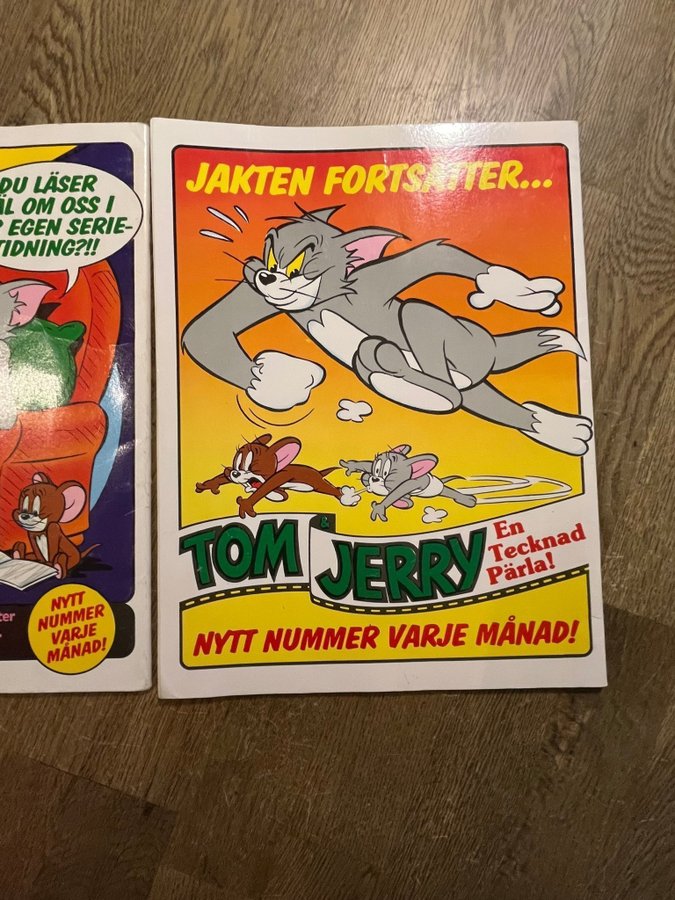 DU LÄSER
ÄL OM OSS I
EGEN SERIE-
TIDNING?!!
NYTT
NUMMER
VARJE
MÅNAD!
JAKTEN FORTSÄTTER...
TOM & JERRY
En
Tecknad
Pärla!
NYTT NUMMER VARJE MÅNAD!